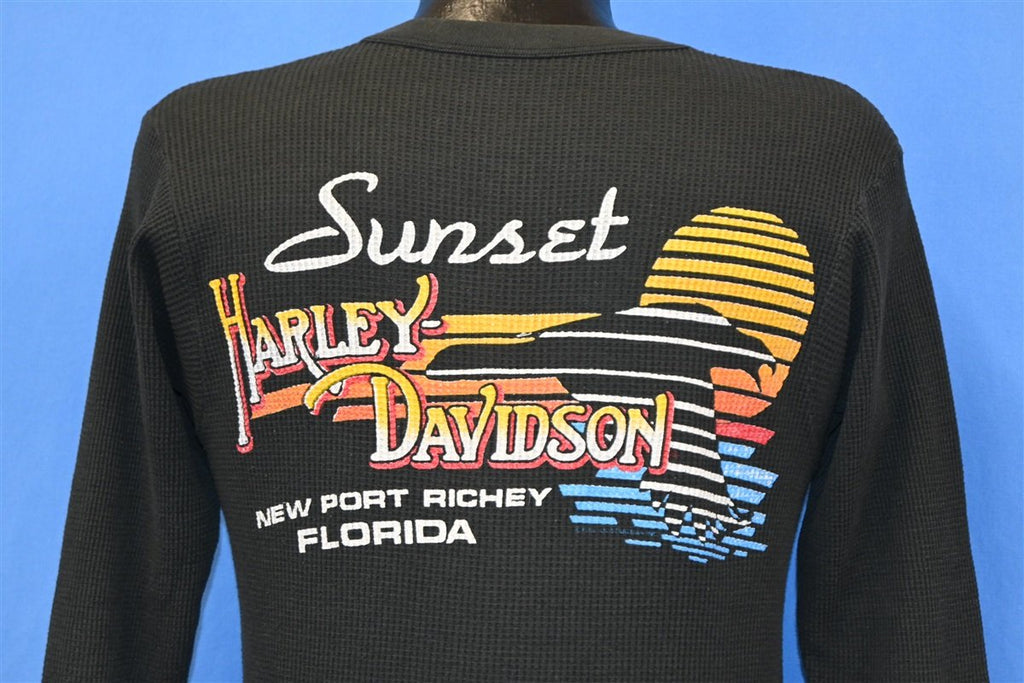 Sunset
HARLEY-
DAVIDSON
NEW PORT RICHEY
FLORIDA